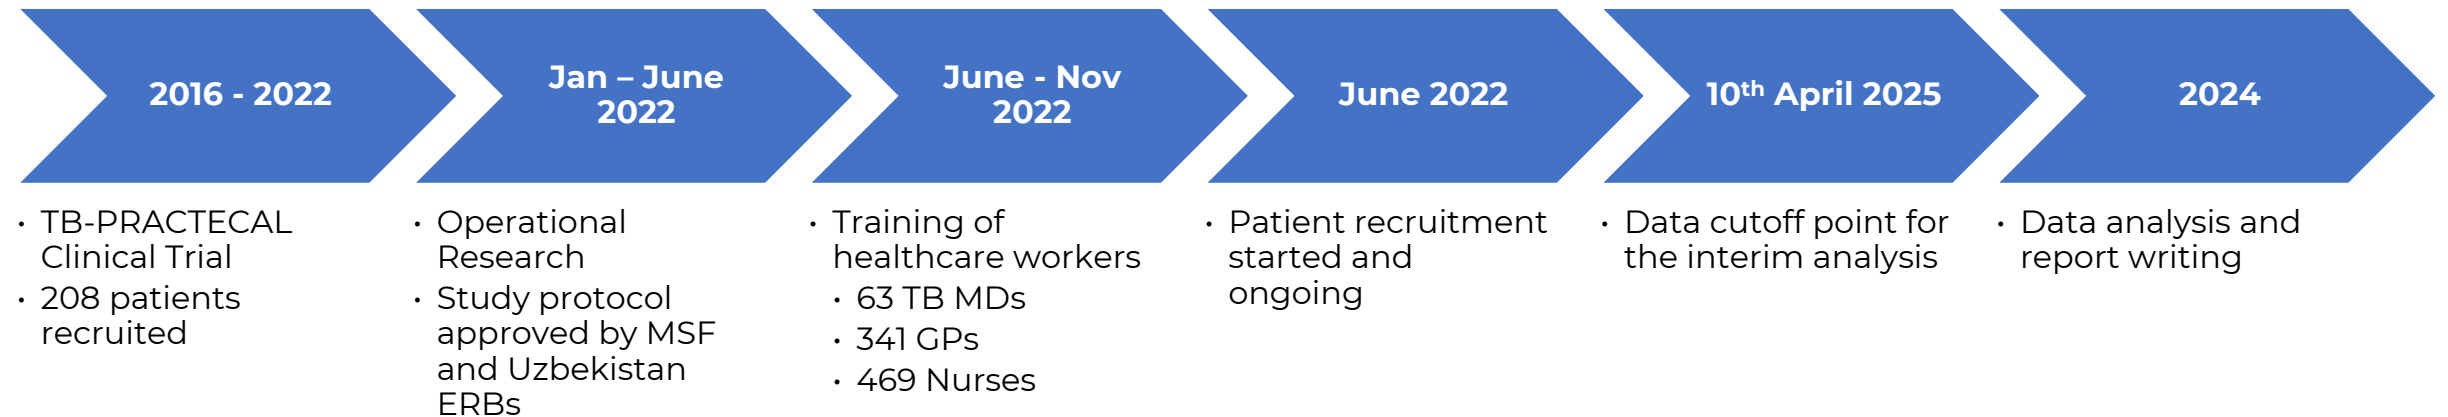 2016 - 2022
• TB-PRACTECAL
Clinical Trial
• 208 patients
recruited
Jan – June
2022
• Operational
Research
• Study protocol
approved by MSF
and Uzbekistan
ERBs
June - Nov
2022
• Training of
healthcare workers
• 63 TB MDs
• 341 GPs
• 469 Nurses
June 2022
• Patient recruitment
started and
ongoing
10th April 2025
• Data cutoff point for
the interim analysis
2024
• Data analysis and
report writing